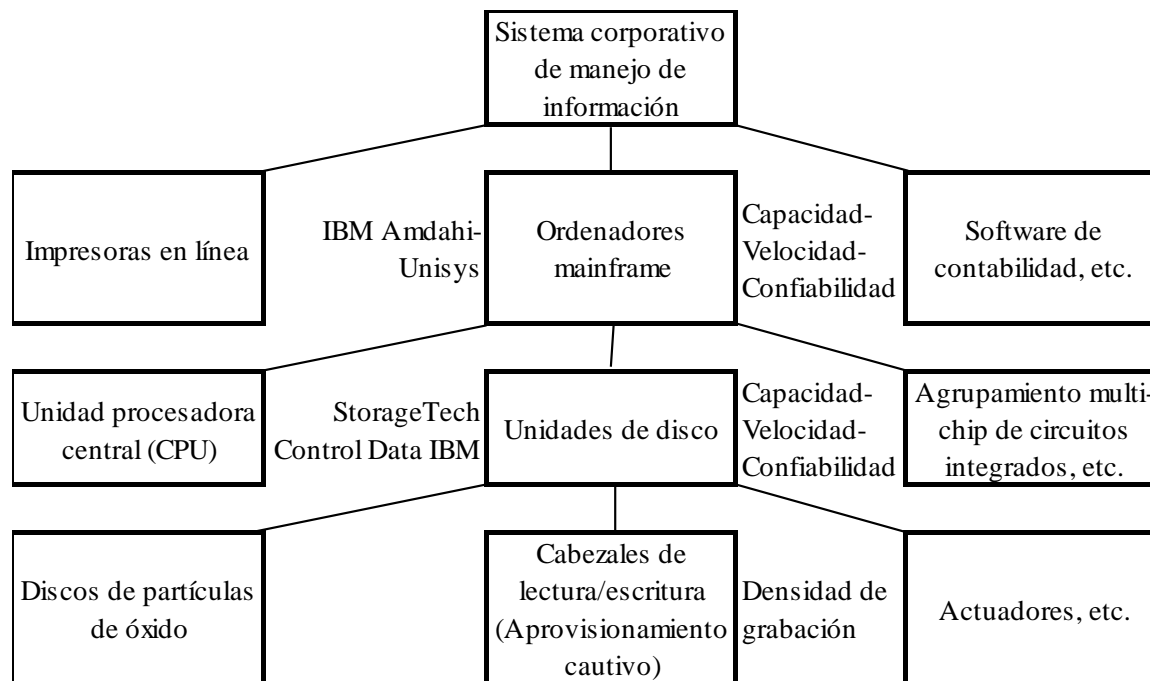 Sistema corporativo
de manejo de
información
Impresoras en línea
IBM Amdahi-
Unisys
Ordenadores
mainframe
Capacidad-
Velocidad-
Confiabilidad
Software de
contabilidad, etc.
Unidad procesadora
central (CPU)
StorageTech
Control Data IBM
Unidades de disco
Capacidad-
Velocidad-
Confiabilidad
Agrupamiento multi-
chip de circuitos
integrados, etc.
Discos de partículas
de óxido
Cabezales de
lectura/escritura
(Aprovisionamiento
cautivo)
Densidad de
grabación
Actuadores, etc.